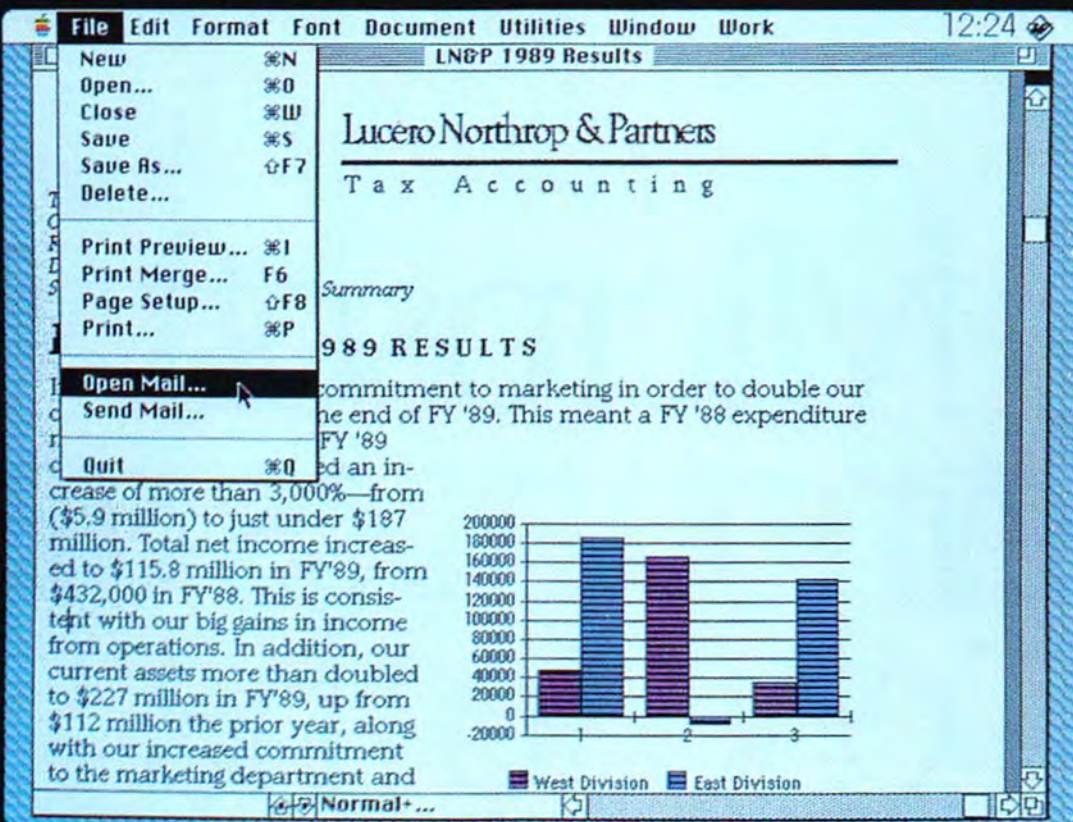 File Edit Format Font Document Utilities Window Work 12:24
LN&P 1989 Results
New ⌘N
Open... ⌘O
Close ⌘W
Save ⌘S
Save As... ⇧F7
Delete...
Print Preview... ⌘I
Print Merge... F6
Page Setup... ⇧F8
Print... ⌘P
Open Mail...
Send Mail...
Quit ⌘Q
Lucero Northrop & Partners
Tax Accounting
Summary
989 RESULTS
commitment to marketing in order to double our
end of FY '89. This meant a FY '88 expenditure
FY '89
an in-
crease of more than 3,000%—from
($5.9 million) to just under $187
million. Total net income increas-
ed to $115.8 million in FY'89, from
$432,000 in FY'88. This is consis-
tent with our big gains in income
from operations. In addition, our
current assets more than doubled
to $227 million in FY'89, up from
$112 million the prior year, along
with our increased commitment
to the marketing department and
200000
180000
160000
140000
120000
100000
80000
60000
40000
20000
0
-20000
1 2 3
West Division East Division
Normal+...